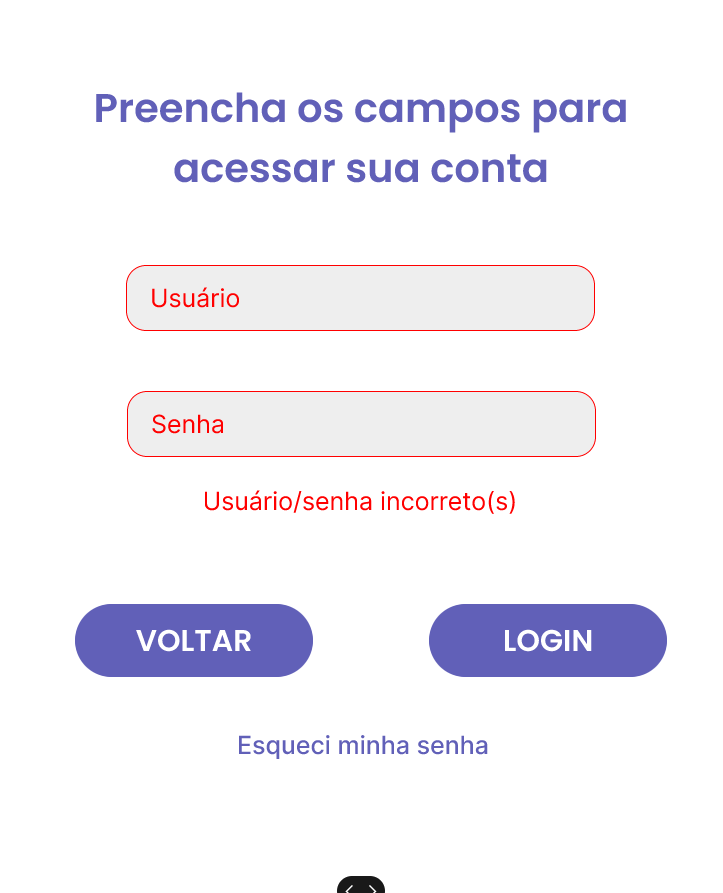 Preencha os campos para
acessar sua conta
Usuário
Senha
Usuário/senha incorreto(s)
VOLTAR
LOGIN
Esqueci minha senha